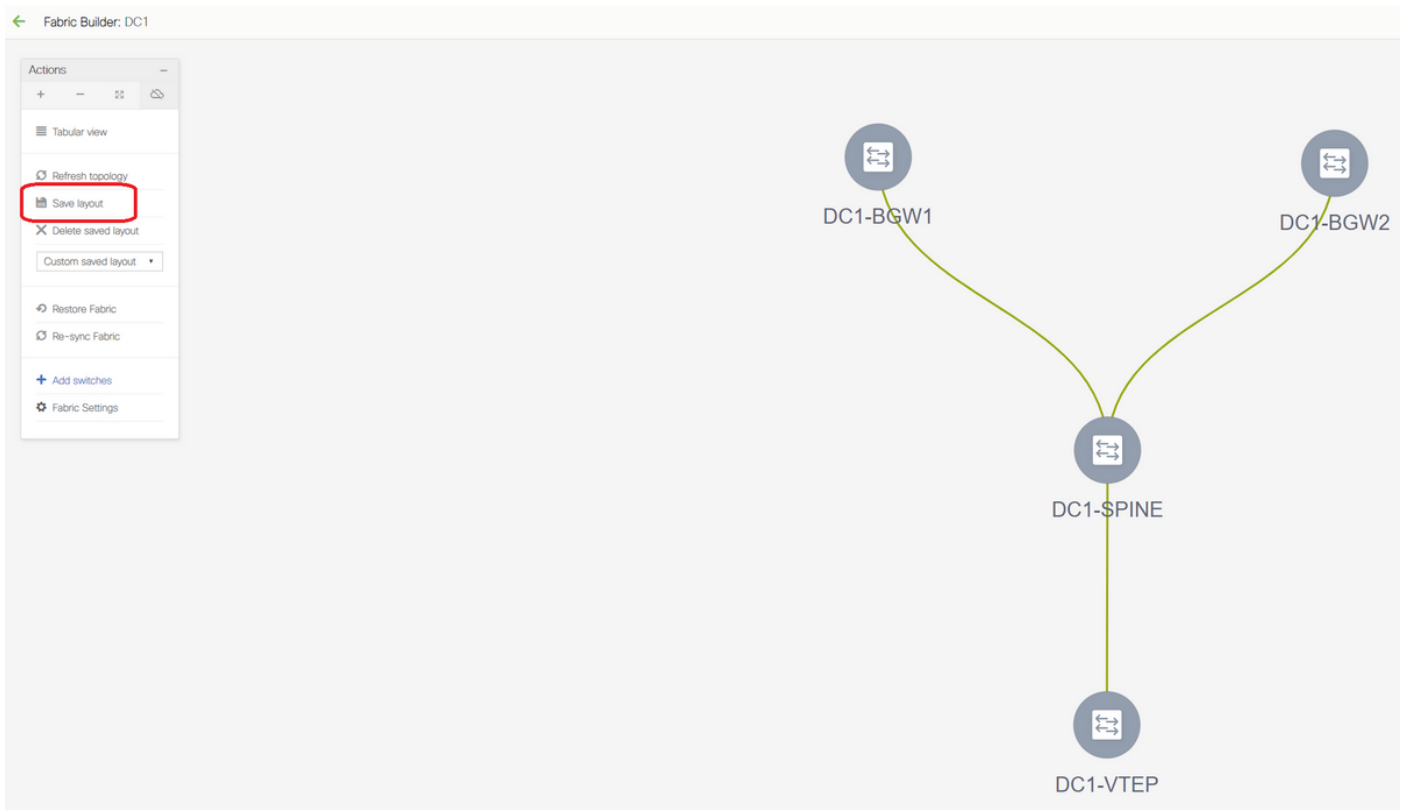 Fabric Builder: DC1
Actions
Tabular view
Refresh topology
Save layout
Delete saved layout
Custom saved layout
Restore Fabric
Re-sync Fabric
Add switches
Fabric Settings
DC1-BGW1
DC1-BGW2
DC1-SPINE
DC1-VTEP